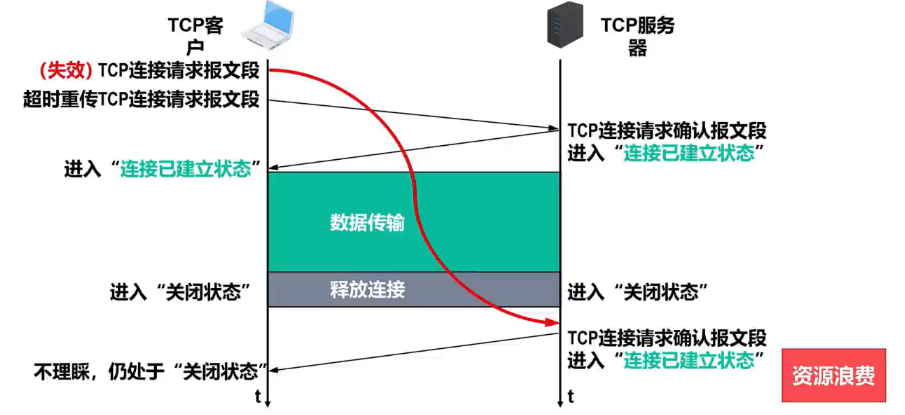 TCP客
户
TCP服务
器
(失效) TCP连接请求报文段
超时重传TCP连接请求报文段
TCP连接请求确认报文段
进入“连接已建立状态”
进入“连接已建立状态”
数据传输
进入“关闭状态”
释放连接
进入“关闭状态”
TCP连接请求确认报文段
进入“连接已建立状态”
不理睬，仍处于“关闭状态”
资源浪费
t
t